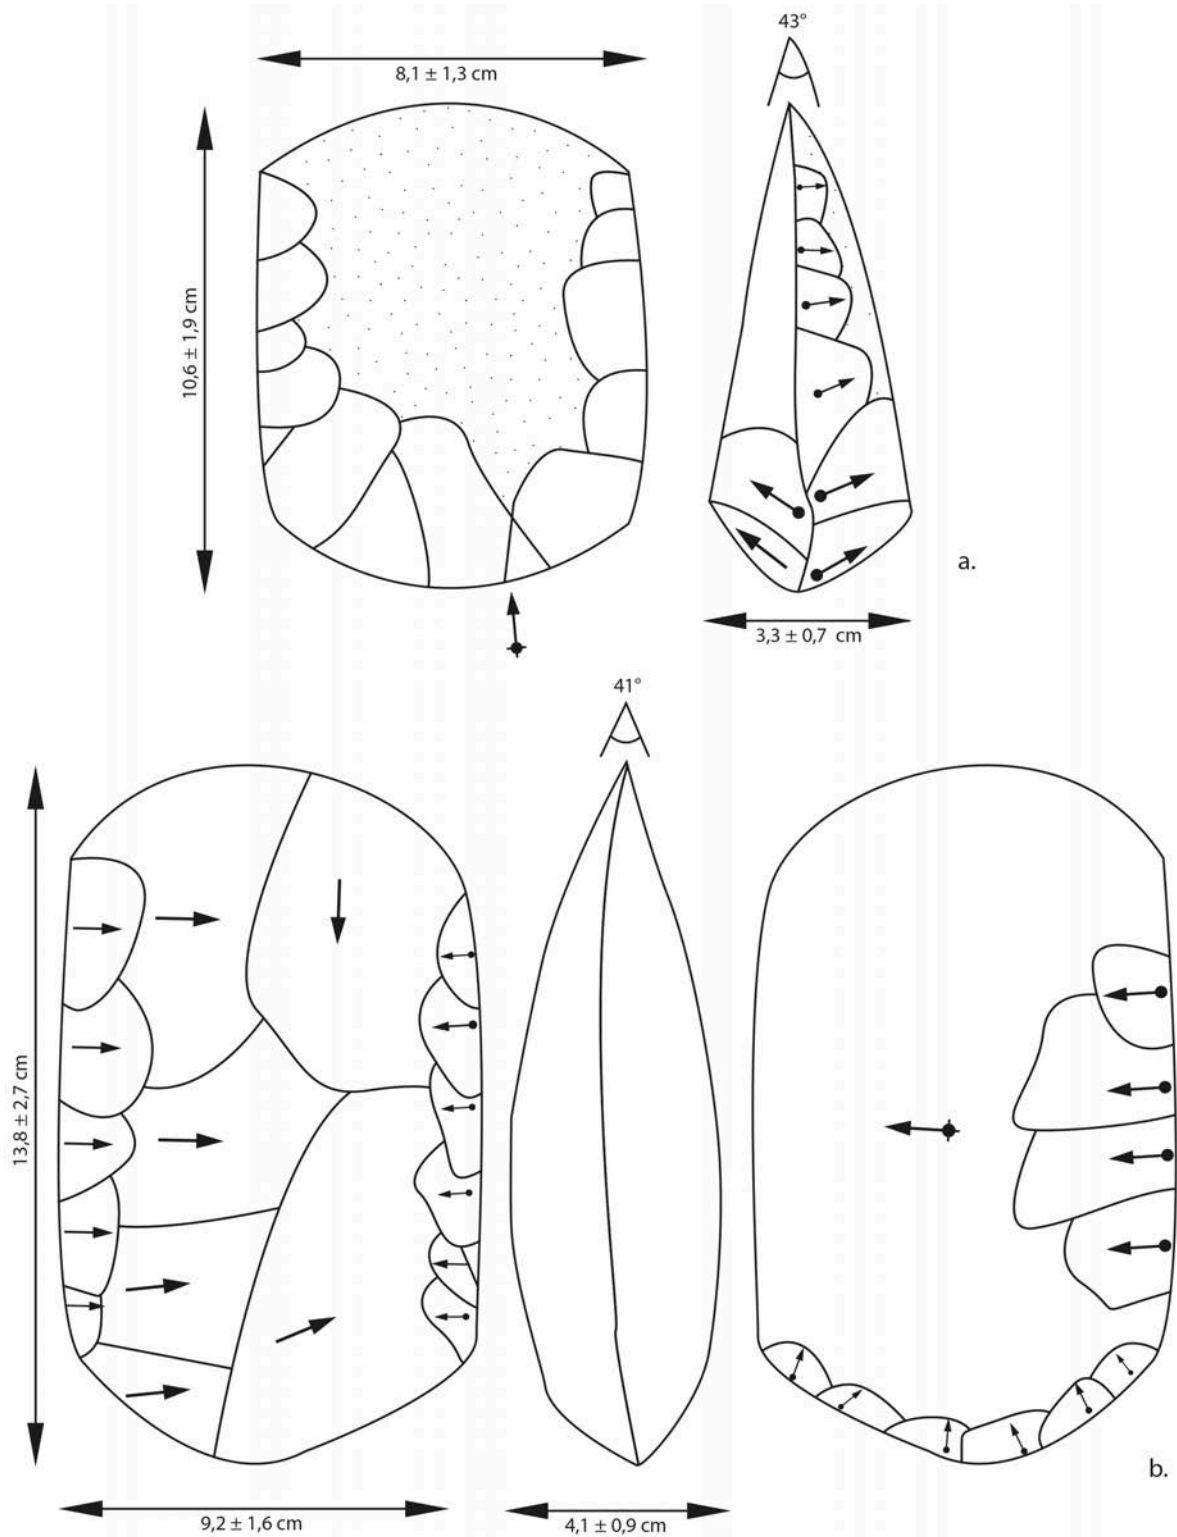 43°
8,1 ± 1,3 cm
10,6 ± 1,9 cm
a.
3,3 ± 0,7 cm
41°
13,8 ± 2,7 cm
b.
9,2 ± 1,6 cm
4,1 ± 0,9 cm